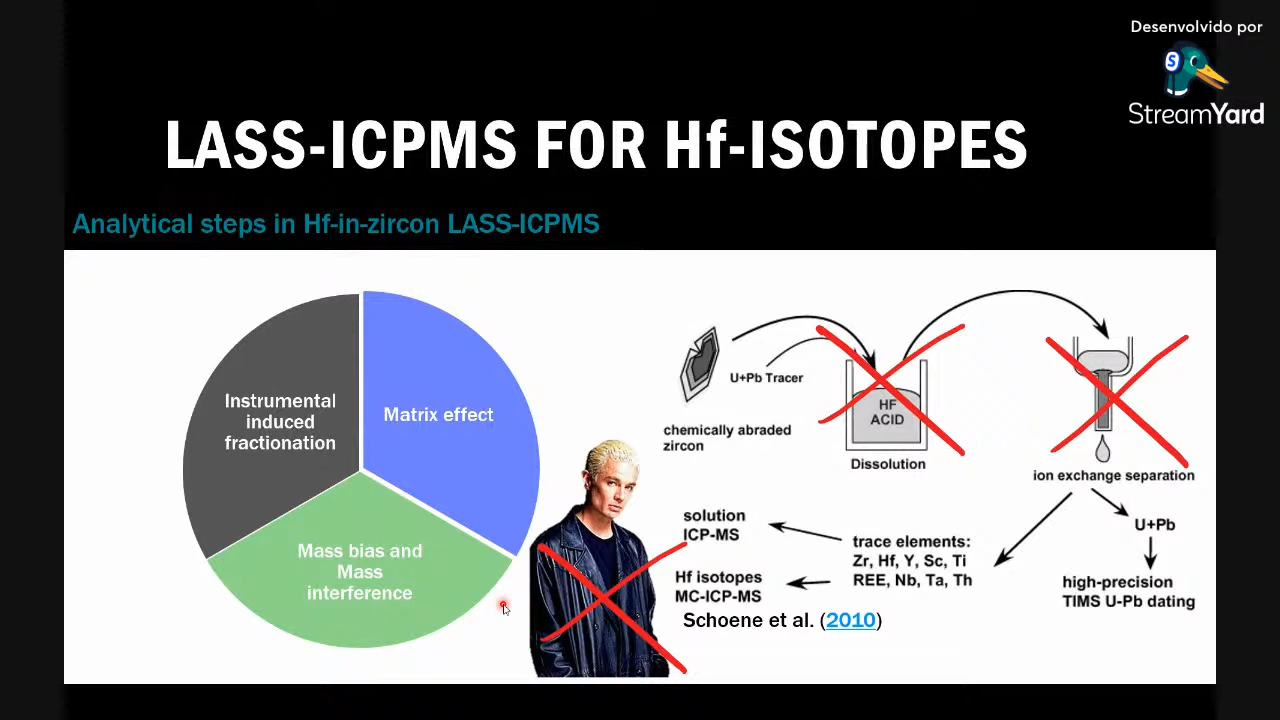 Desenvolvido por
S
StreamYard
LASS-ICPMS FOR Hf-ISOTOPES
Analytical steps in Hf-in-zircon LASS-ICPMS
Instrumental
induced
fractionation
Matrix effect
Mass bias and
Mass
interference
U+Pb Tracer
chemically abraded
zircon
HF
ACID
Dissolution
ion exchange separation
solution
ICP-MS
Hf isotopes
MC-ICP-MS
trace elements:
Zr, Hf, Y, Sc, Ti
REE, Nb, Ta, Th
U+Pb
high-precision
TIMS U-Pb dating
Schoene et al. (2010)